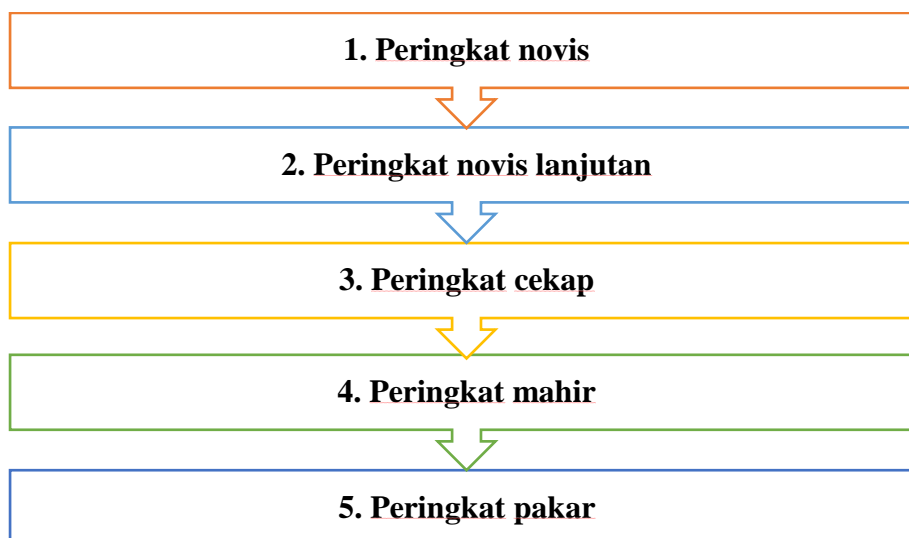 1. Peringkat novis
2. Peringkat novis lanjutan
3. Peringkat cekap
4. Peringkat mahir
5. Peringkat pakar